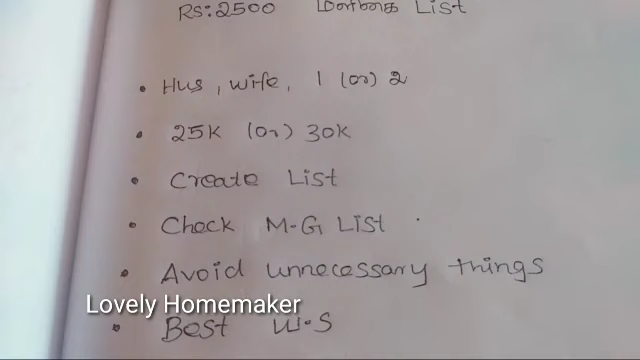 Rs:2500 மளிகை List
• Hus, wife, 1 (or) 2
• 25K (or) 30K
• Create List
• Check M-G List
• Avoid unnecessary things
Lovely Homemaker
• Best W.S